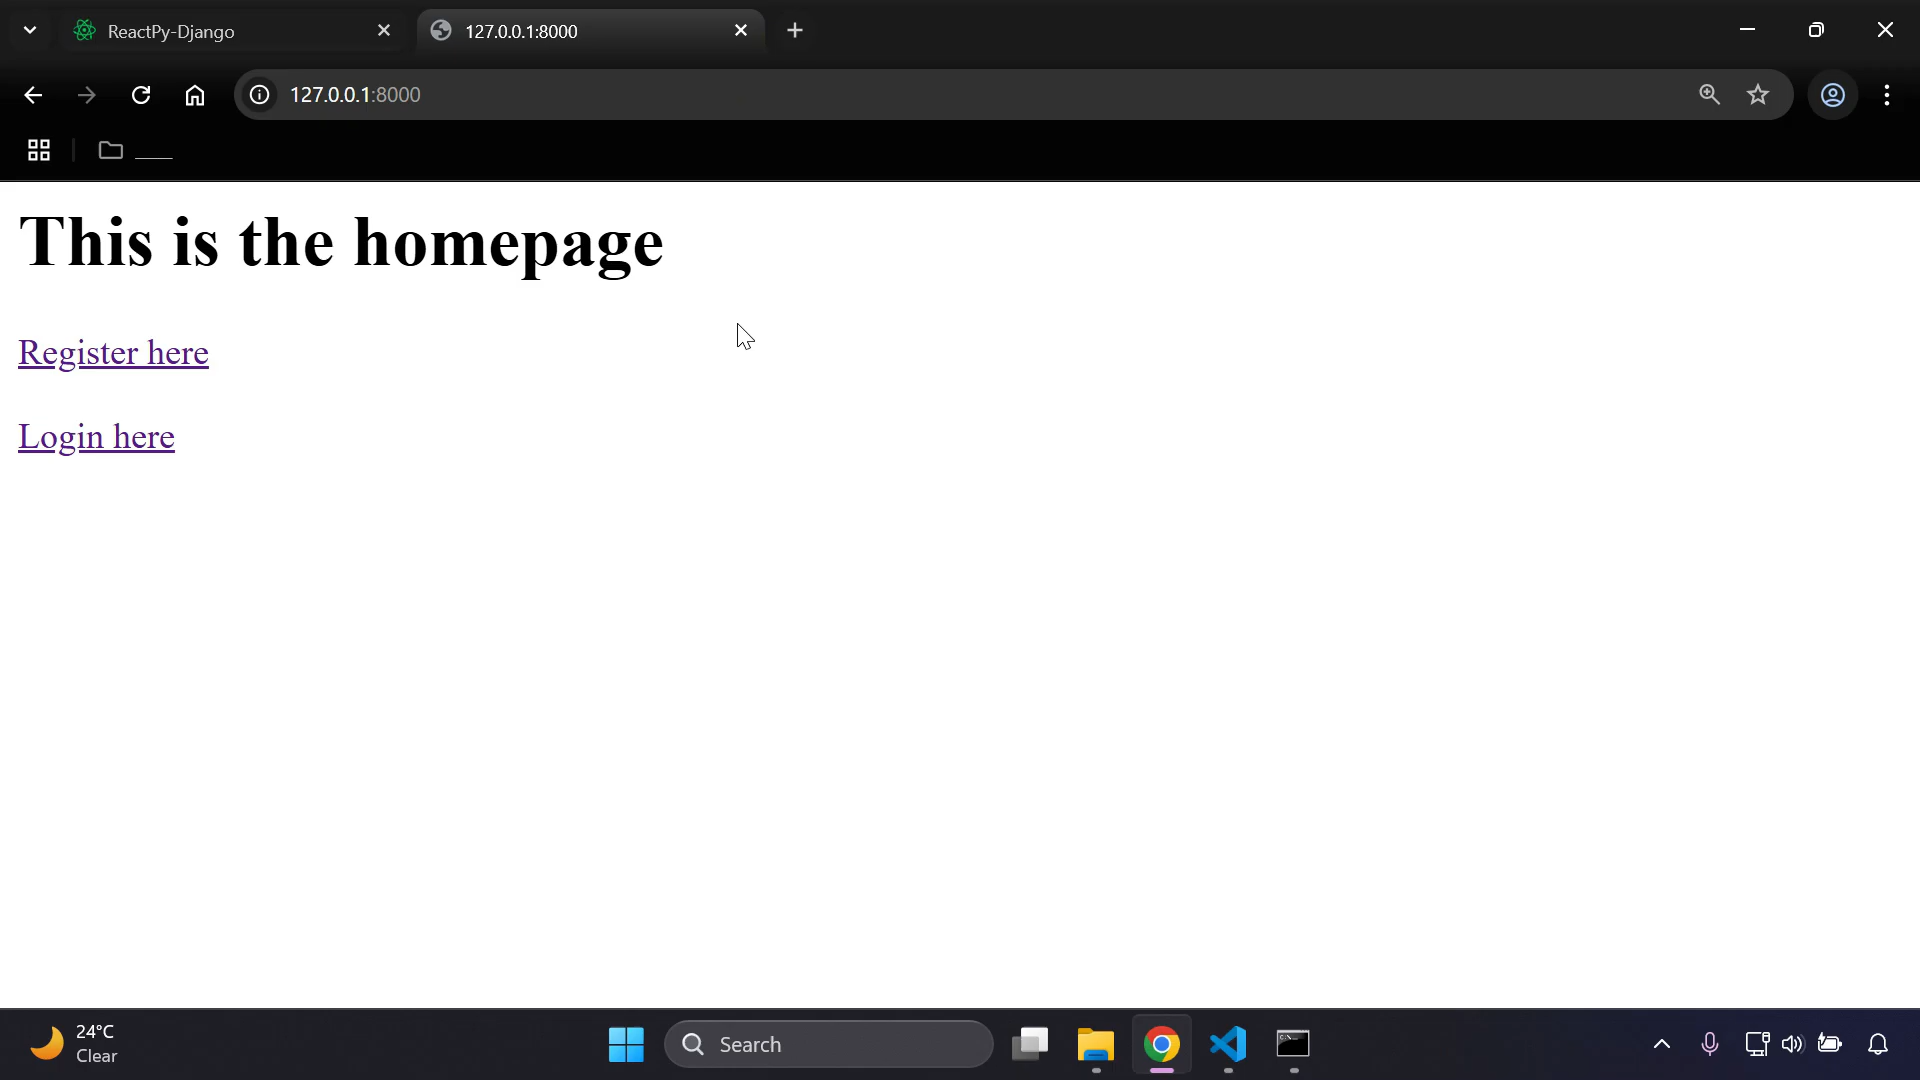 ReactPy-Django
127.0.0.1:8000
127.0.0.1:8000
____
This is the homepage
Register here
Login here
24°C
Clear
Search